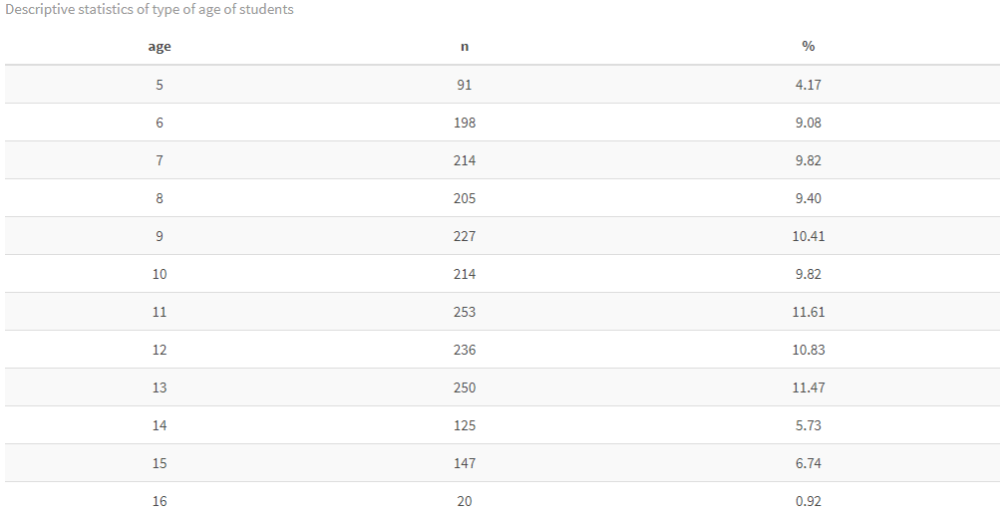 Descriptive statistics of type of age of students
age n %
5 91 4.17
6 198 9.08
7 214 9.82
8 205 9.40
9 227 10.41
10 214 9.82
11 253 11.61
12 236 10.83
13 250 11.47
14 125 5.73
15 147 6.74
16 20 0.92